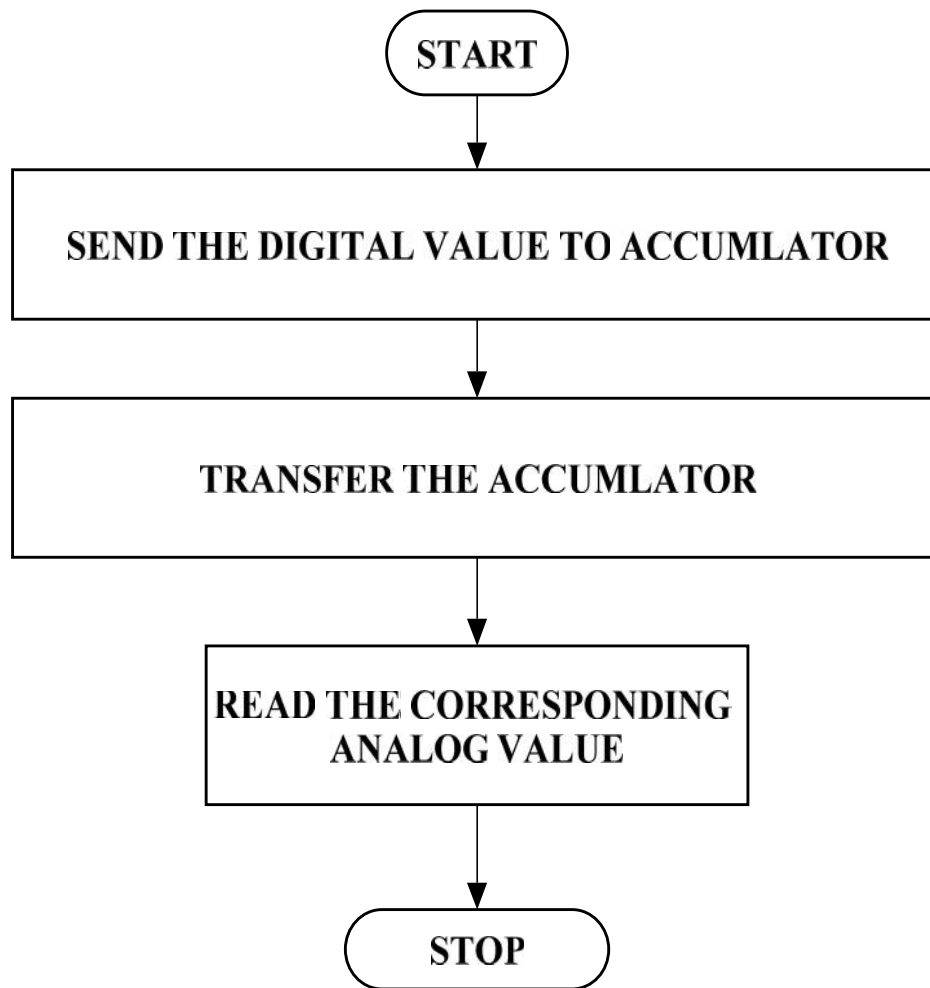 START
SEND THE DIGITAL VALUE TO ACCUMLATOR
TRANSFER THE ACCUMLATOR
READ THE CORRESPONDING
ANALOG VALUE
STOP